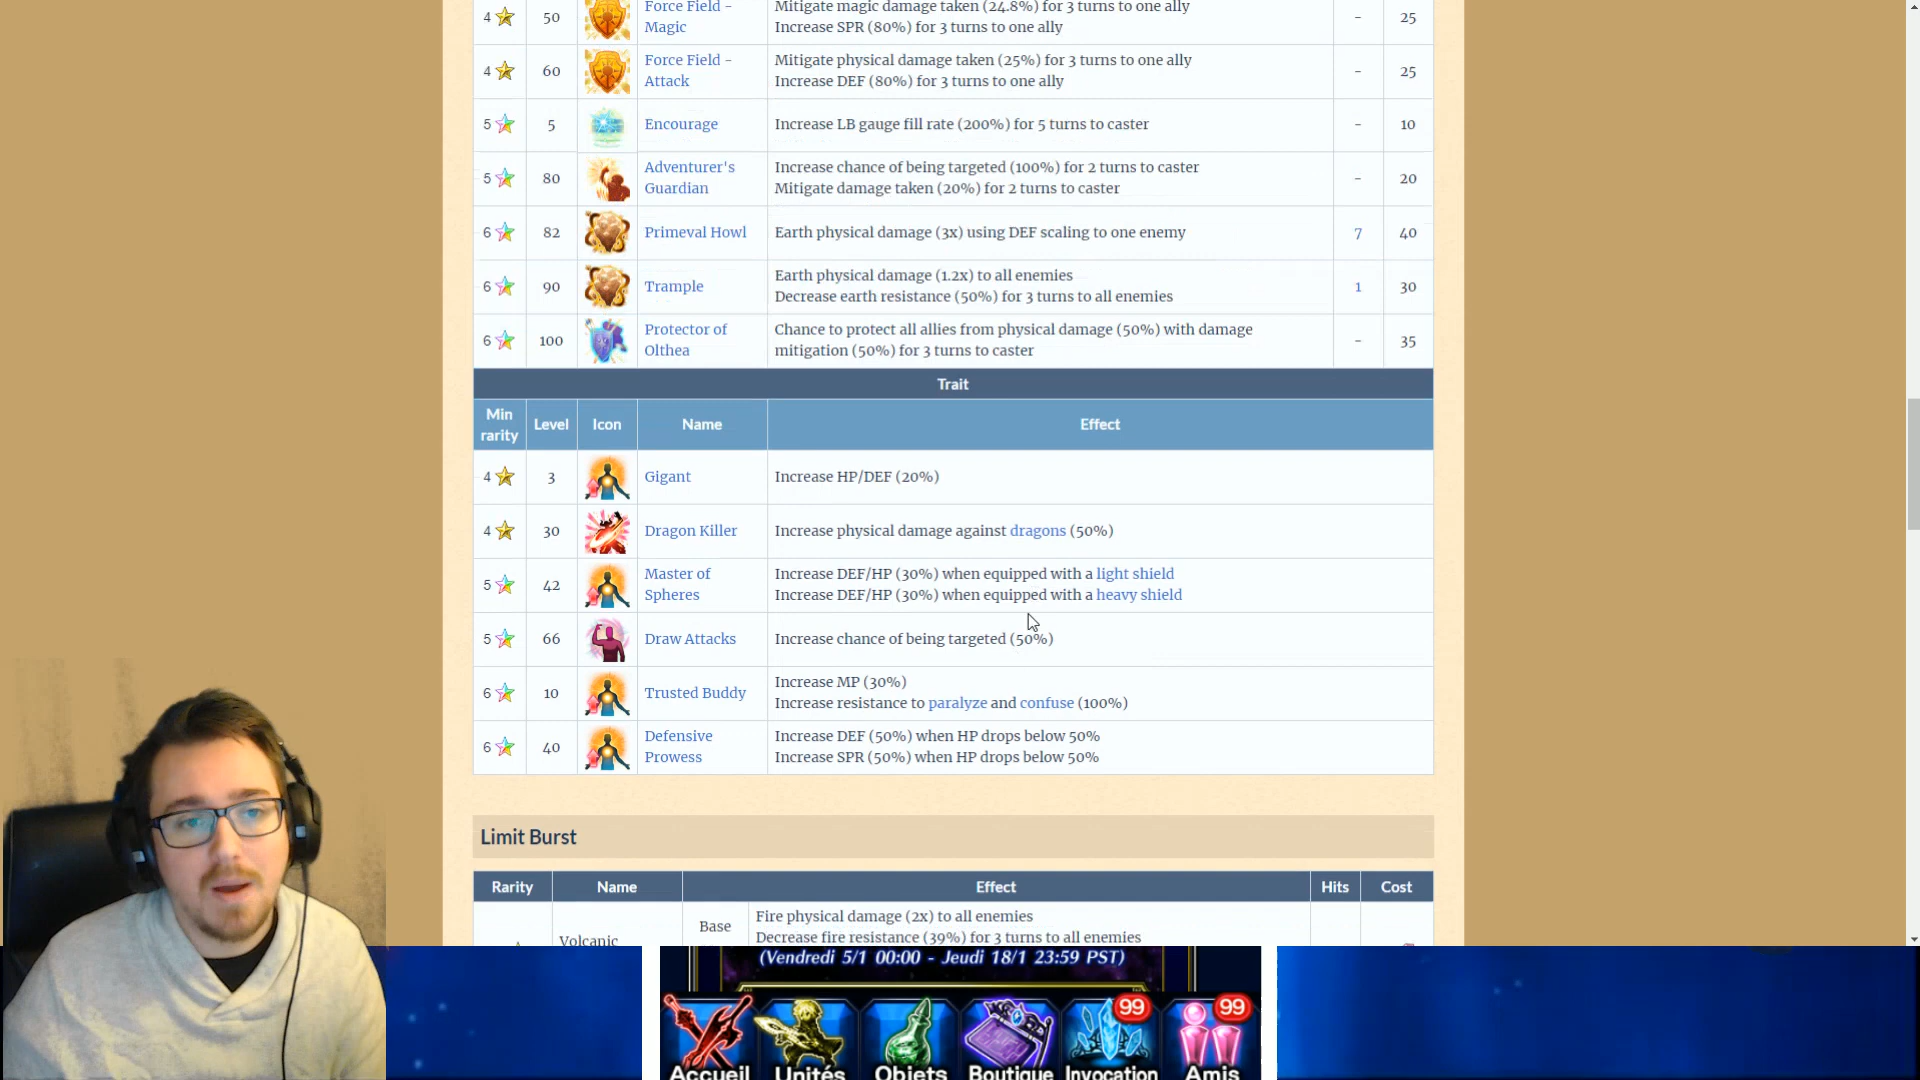 4 50 Force Field - Magic Mitigate magic damage taken (24.8%) for 3 turns to one ally
Increase SPR (80%) for 3 turns to one ally - 25
4 60 Force Field - Attack Mitigate physical damage taken (25%) for 3 turns to one ally
Increase DEF (80%) for 3 turns to one ally - 25
5 5 Encourage Increase LB gauge fill rate (200%) for 5 turns to caster - 10
5 80 Adventurer's Guardian Increase chance of being targeted (100%) for 2 turns to caster
Mitigate damage taken (20%) for 2 turns to caster - 20
6 82 Primeval Howl Earth physical damage (3x) using DEF scaling to one enemy 7 40
6 90 Trample Earth physical damage (1.2x) to all enemies
Decrease earth resistance (50%) for 3 turns to all enemies 1 30
6 100 Protector of Olthea Chance to protect all allies from physical damage (50%) with damage
mitigation (50%) for 3 turns to caster - 35
Trait
Min rarity Level Icon Name Effect
4 3 Gigant Increase HP/DEF (20%)
4 30 Dragon Killer Increase physical damage against dragons (50%)
5 42 Master of Spheres Increase DEF/HP (30%) when equipped with a light shield
Increase DEF/HP (30%) when equipped with a heavy shield
5 66 Draw Attacks Increase chance of being targeted (50%)
6 10 Trusted Buddy Increase MP (30%)
Increase resistance to paralyze and confuse (100%)
6 40 Defensive Prowess Increase DEF (50%) when HP drops below 50%
Increase SPR (50%) when HP drops below 50%
Limit Burst
Rarity Name Effect Hits Cost
Volcanic Base Fire physical damage (2x) to all enemies
Decrease fire resistance (39%) for 3 turns to all enemies
(Vendredi 5/1 00:00 - Jeudi 18/1 23:59 PST)
99 99
Accueil Unités Objets Boutique Invocation Amis